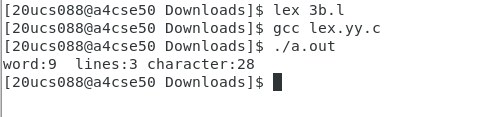 [20ucs088@a4cse50 Downloads]$ lex 3b.l
[20ucs088@a4cse50 Downloads]$ gcc lex.yy.c
[20ucs088@a4cse50 Downloads]$ ./a.out
word:9  lines:3 character:28
[20ucs088@a4cse50 Downloads]$